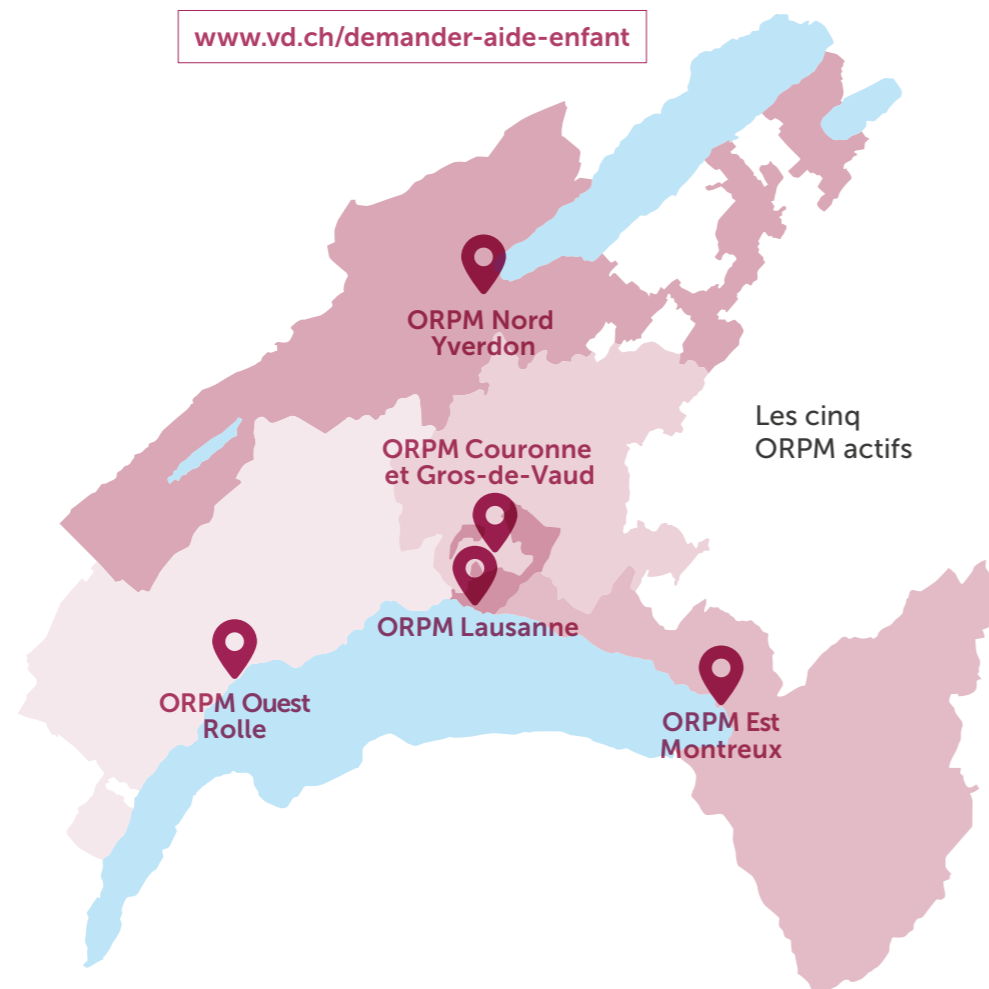 www.vd.ch/demander-aide-enfant
ORPM Nord
Yverdon
Les cinq
ORPM actifs
ORPM Couronne
et Gros-de-Vaud
ORPM Lausanne
ORPM Ouest
Rolle
ORPM Est
Montreux